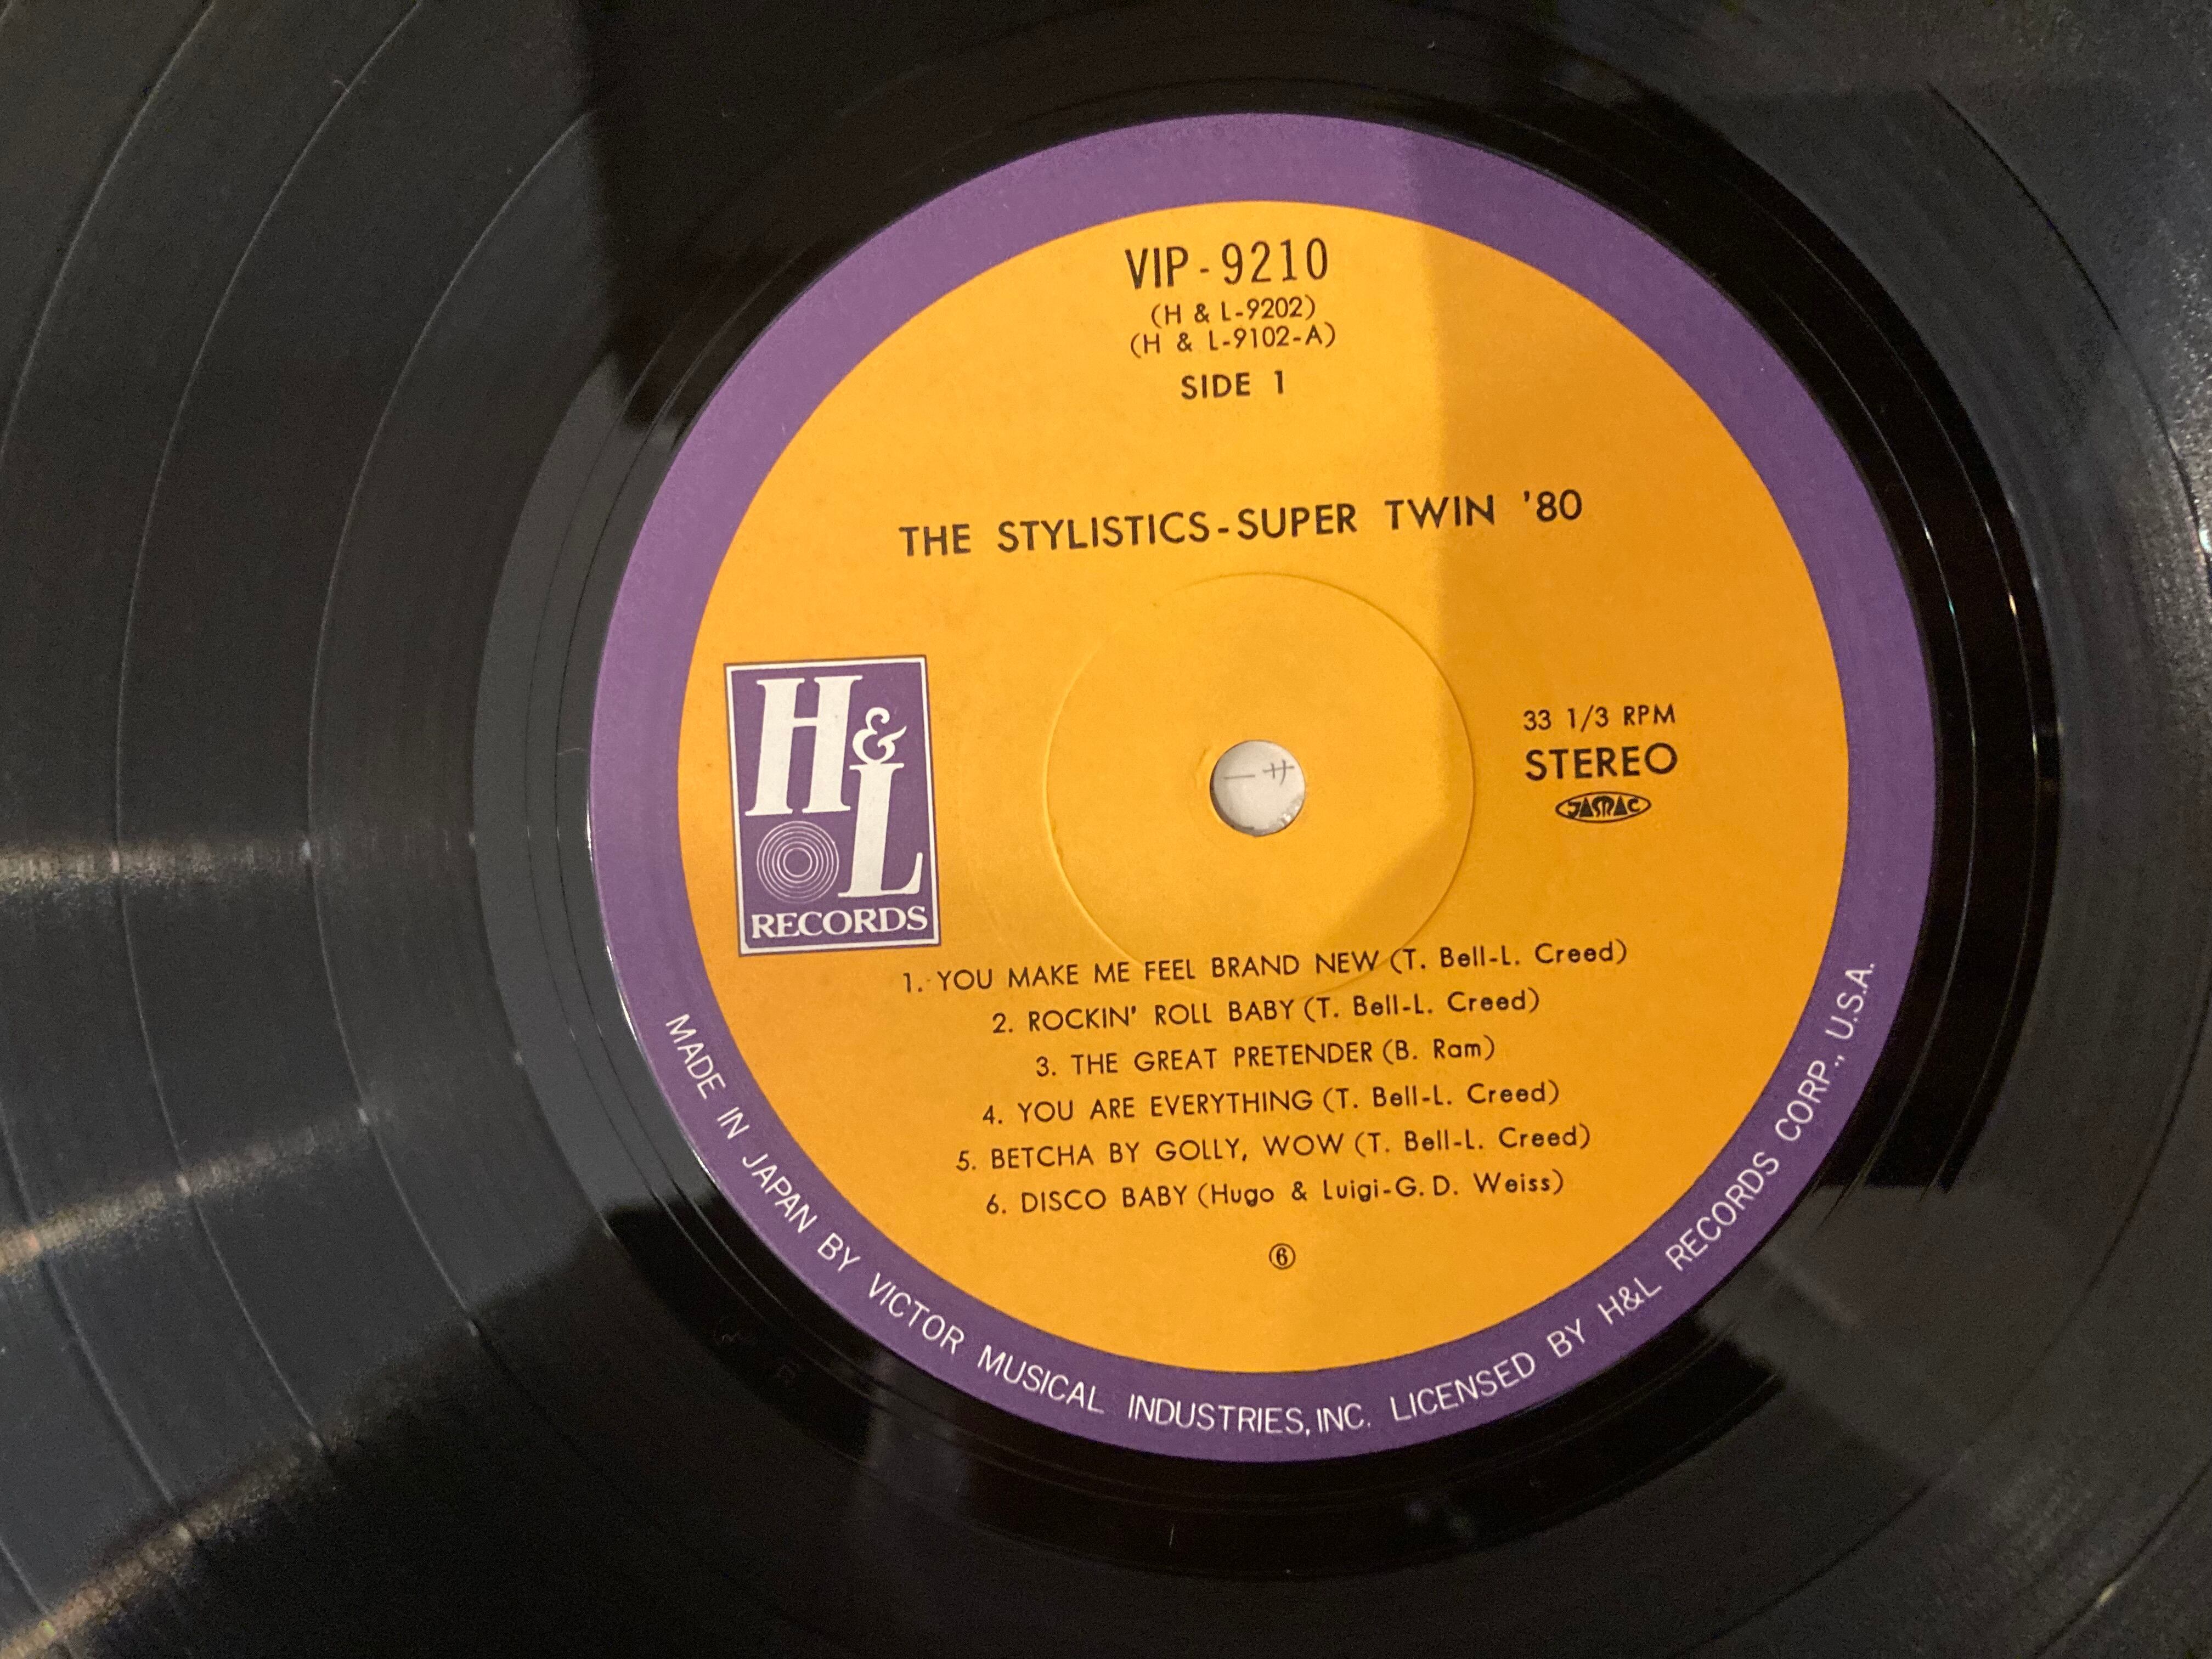 VIP-9210
(H & L-9202)
(H & L-9102-A)
SIDE 1
THE STYLISTICS-SUPER TWIN '80
H&L
RECORDS
33 1/3 RPM
STEREO
JASRAC
1. YOU MAKE ME FEEL BRAND NEW (T. Bell-L. Creed)
2. ROCKIN' ROLL BABY (T. Bell-L. Creed)
3. THE GREAT PRETENDER (B. Ram)
4. YOU ARE EVERYTHING (T. Bell-L. Creed)
5. BETCHA BY GOLLY, WOW (T. Bell-L. Creed)
6. DISCO BABY (Hugo & Luigi-G. D. Weiss)
⑥
MADE IN JAPAN BY VICTOR MUSICAL INDUSTRIES, INC. LICENSED BY H&L RECORDS CORP., U.S.A.